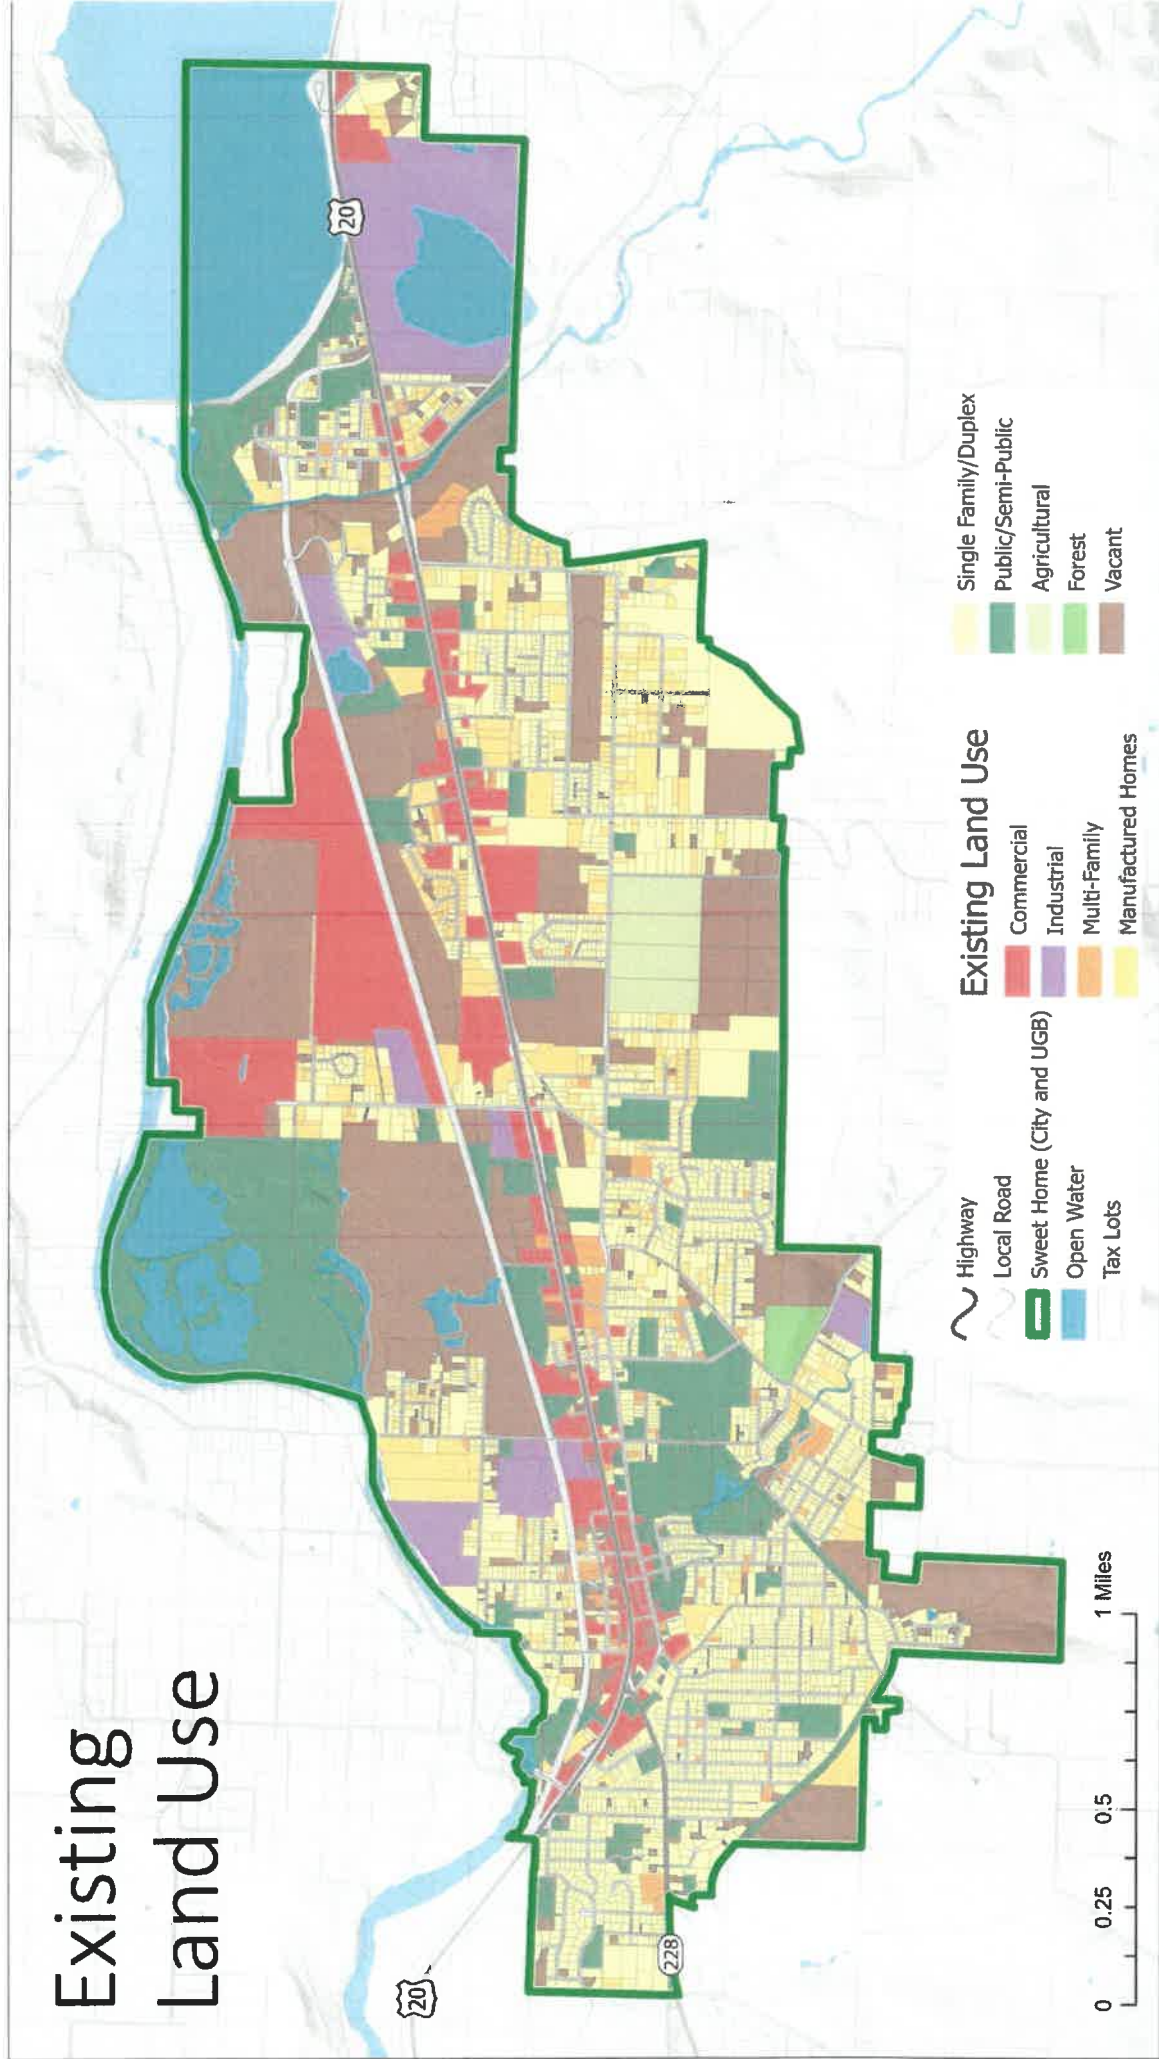 Existing
Land Use
20
20
228
0 0.25 0.5 1 Miles
Highway
Local Road
Sweet Home (City and UGB)
Open Water
Tax Lots
Existing Land Use
Commercial
Industrial
Multi-Family
Manufactured Homes
Single Family/Duplex
Public/Semi-Public
Agricultural
Forest
Vacant